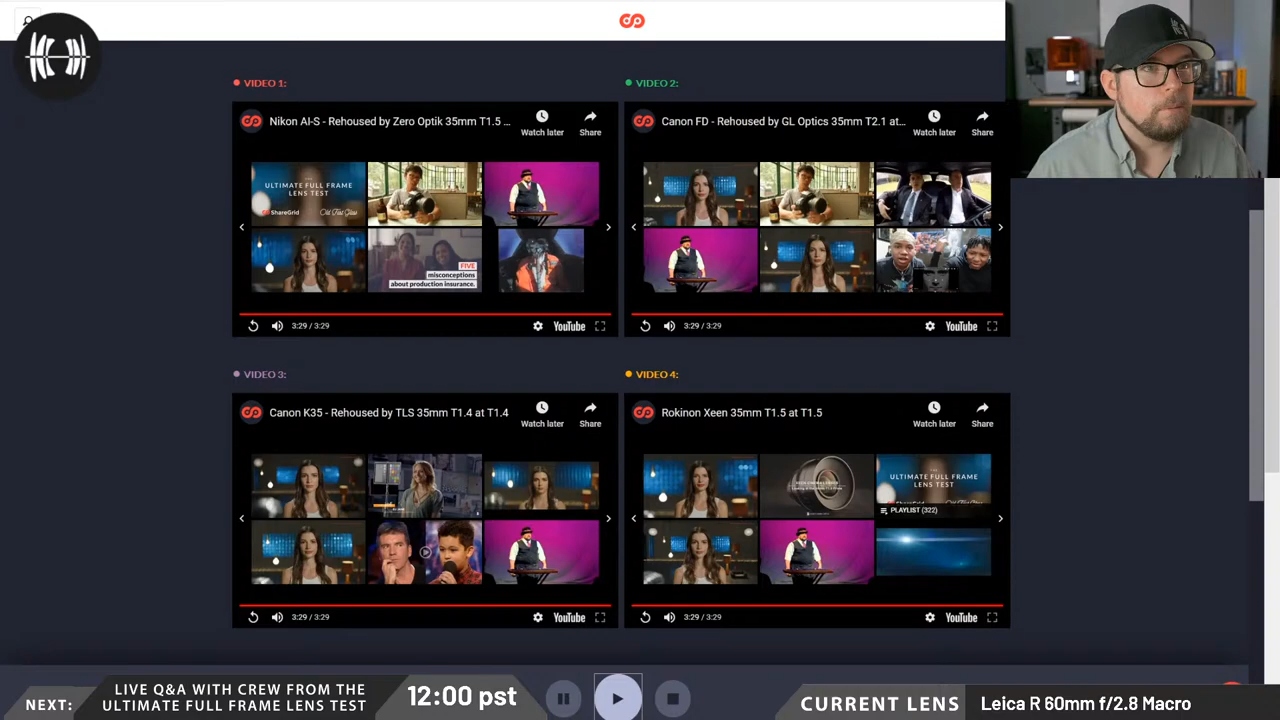 VIDEO 1:
Nikon AI-S - Rehoused by Zero Optik 35mm T1.5 ...
Watch later
Share
ULTIMATE FULL FRAME
LENS TEST
ShareGrid
Old Fast Glass
FIVE
misconceptions
about production insurance.
3:29 / 3:29
YouTube
VIDEO 2:
Canon FD - Rehoused by GL Optics 35mm T2.1 at...
Watch later
Share
3:29 / 3:29
YouTube
VIDEO 3:
Canon K35 - Rehoused by TLS 35mm T1.4 at T1.4
Watch later
Share
3:29 / 3:29
YouTube
VIDEO 4:
Rokinon Xeen 35mm T1.5 at T1.5
Watch later
Share
ULTIMATE FULL FRAME
LENS TEST
PLAYLIST (322)
3:29 / 3:29
YouTube
NEXT:
LIVE Q&A WITH CREW FROM THE
ULTIMATE FULL FRAME LENS TEST
12:00 pst
CURRENT LENS
Leica R 60mm f/2.8 Macro